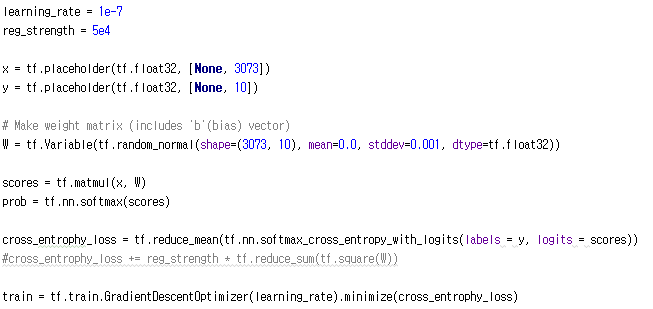 learning_rate = 1e-7
reg_strength = 5e4
x = tf.placeholder(tf.float32, [None, 3073])
y = tf.placeholder(tf.float32, [None, 10])
# Make weight matrix (includes 'b'(bias) vector)
W = tf.Variable(tf.random_normal(shape=(3073, 10), mean=0.0, stddev=0.001, dtype=tf.float32))
scores = tf.matmul(x, W)
prob = tf.nn.softmax(scores)
cross_entrophy_loss = tf.reduce_mean(tf.nn.softmax_cross_entropy_with_logits(labels = y, logits = scores))
#cross_entrophy_loss += reg_strength * tf.reduce_sum(tf.square(W))
train = tf.train.GradientDescentOptimizer(learning_rate).minimize(cross_entrophy_loss)